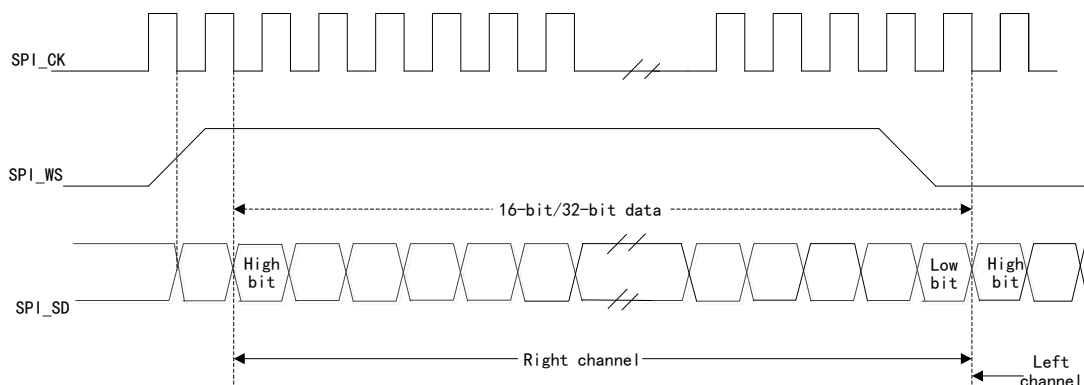 SPI_CK
SPI_WS
16-bit/32-bit data
High
bit
Low
bit
High
bit
SPI_SD
Right channel
Left
channel